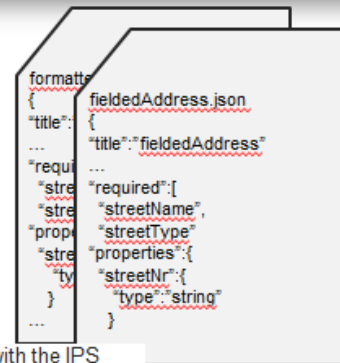 formatte
{
"title":"
...
"requi
"stre
"stre
"prope
"stre
"ty
}
...
fieldedAddress.json
{
"title":"fieldedAddress"
...
"required":[
"streetName",
"streetType"
"properties":{
"streetNr":{
"type":"string"
}
with the IPS